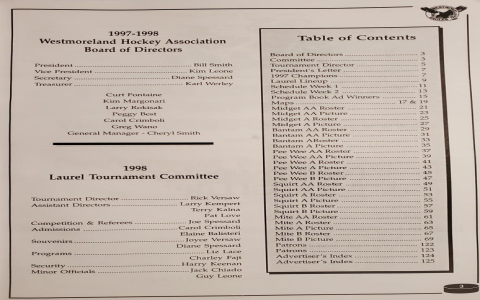 1997-1998
Westmoreland Hockey Association
Board of Directors
President Bill Smith
Vice President Kim Leone
Secretary Diane Spessard
Treasurer Karl Werley
Curt Fontaine
Kim Margonari
Larry Robisak
Peggy Best
Carol Crimboli
Greg Wano
General Manager - Cheryl Smith
1998
Laurel Tournament Committee
Tournament Director Rick Versaw
Assistant Directors Larry Kempert
Terry Kalna
Pat Love
Competition & Referees Joe Spessard
Admissions Carol Crimboli
Elaine Balisteri
Souvenirs Joyce Versaw
Diane Spessard
Programs Liz Lace
Charley Fajt
Security Harry Keenan
Minor Officials Jack Chiado
Guy Leone
Table of Contents
Board of Directors 3
Committee 3
Tournament Director 5
President's Letter 7
1997 Champions 7
Laurel Lineup 9
Schedule Week 1 11
Schedule Week 2 13
Program Book Ad Winners 15
Maps 17 & 19
Midget AA Roster 21
Midget AA Picture 23
Midget A Roster 25
Midget A Picture 27
Bantam AA Roster 29
Bantam AA Picture 31
Bantam A Roster 33
Bantam A Picture 35
Pee Wee AA Roster 37
Pee Wee AA Picture 39
Pee Wee A Roster 41
Pee Wee A Picture 43
Pee Wee B Roster 45
Pee Wee B Picture 47
Squirt AA Roster 49
Squirt AA Picture 51
Squirt A Roster 53
Squirt A Picture 55
Squirt B Roster 57
Squirt B Picture 59
Mite AA Roster 61
Mite A Roster 63
Mite A Picture 65
Mite B Roster 67
Mite B Picture 69
Patrons 122
Patrons 123
Advertiser's Index 124
Advertiser's Index 125
3